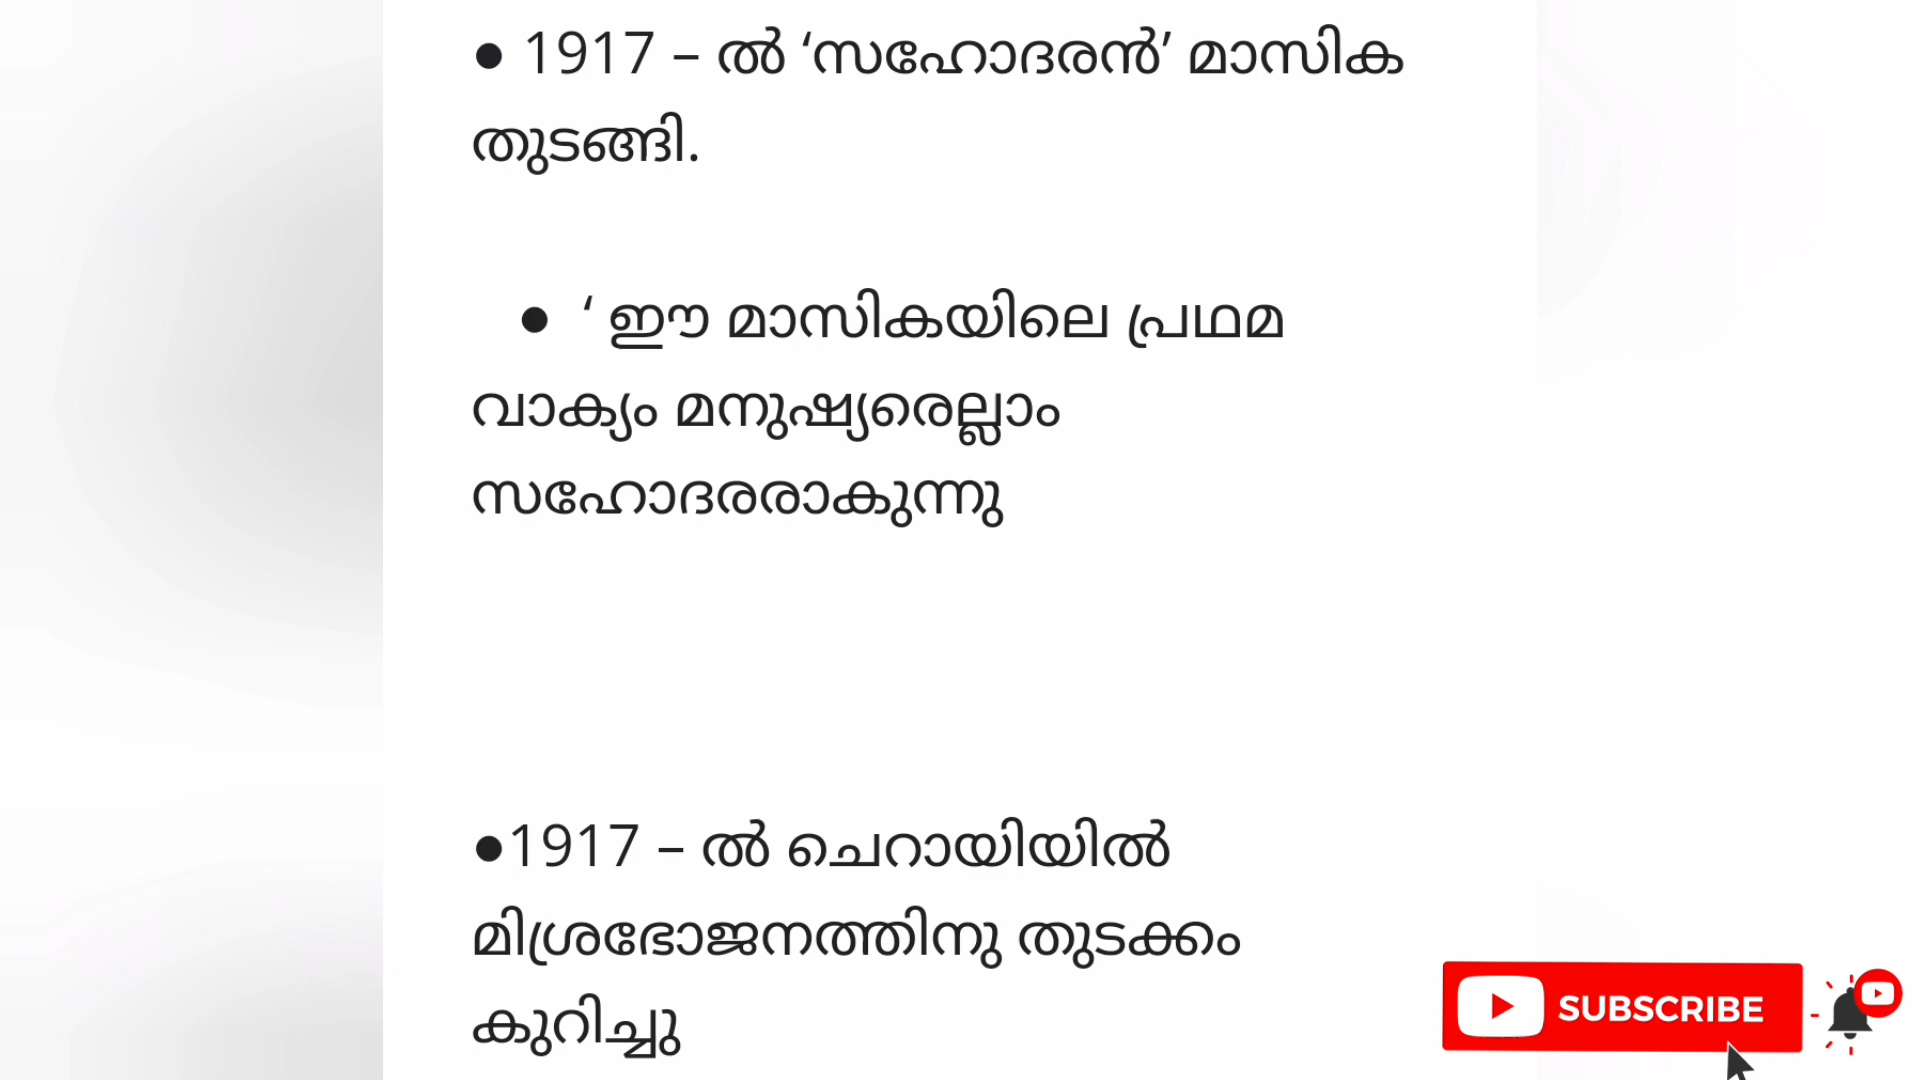 ● 1917 – ൽ ‘സഹോദരൻ’ മാസിക
തുടങ്ങി.
● ‘ ഈ മാസികയിലെ പ്രഥമ
വാക്യം മനുഷ്യരെല്ലാം
സഹോദരരാകുന്നു
●1917 – ൽ ചെറായിയിൽ
മിശ്രഭോജനത്തിനു തുടക്കം
കുറിച്ചു
SUBSCRIBE